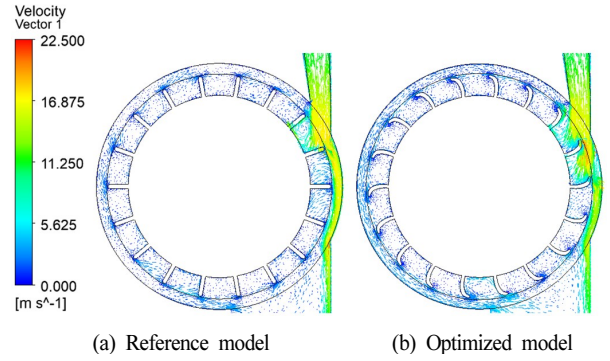 Velocity
Vector 1
22.500
16.875
11.250
5.625
0.000
[m s^-1]
(a) Reference model
(b) Optimized model